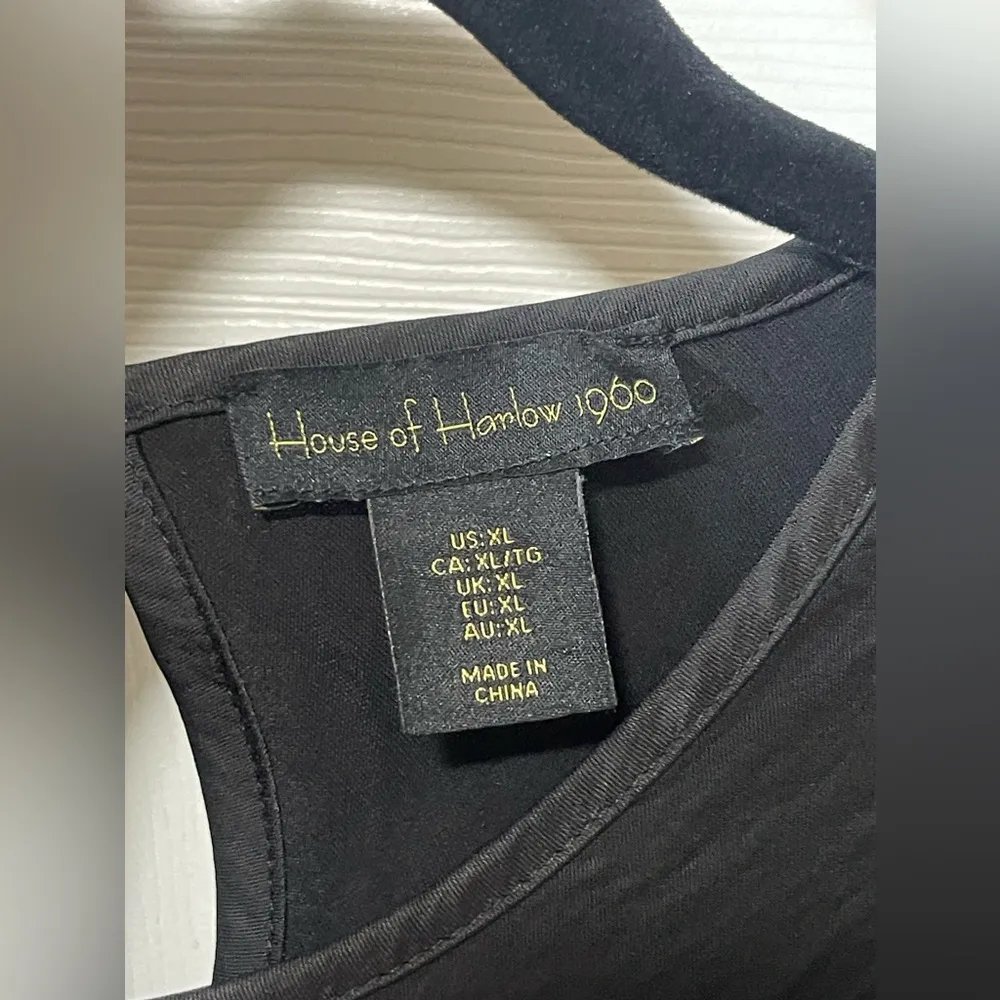 House of Harlow 1960
US: XL
CA: XL/TG
UK: XL
EU: XL
AU: XL
MADE IN
CHINA